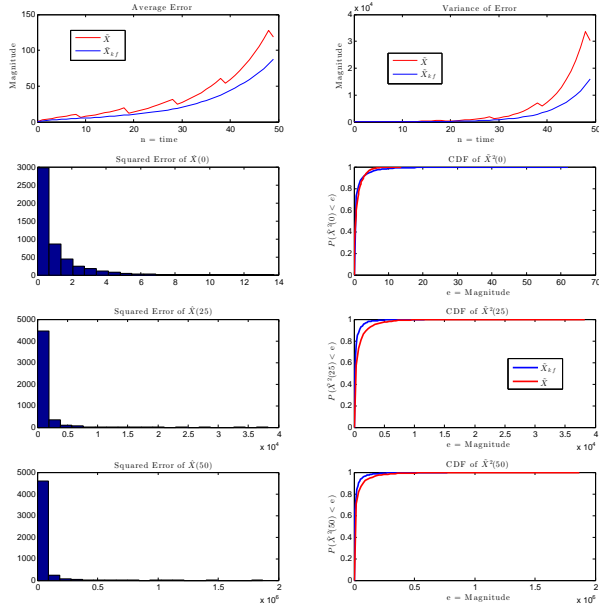 Average Error
Magnitude
150
100
50
0
X̃
X̃kf
0 10 20 30 40 50
n = time
Variance of Error
x 10^4
Magnitude
4
3
2
1
0
X̃
X̃kf
0 10 20 30 40 50
n = time
Squared Error of X̃(0)
3000
2500
2000
1500
1000
500
0
0 2 4 6 8 10 12 14
CDF of X̃²(0)
P(X̃²(0) < e)
1
0.8
0.6
0.4
0.2
0
0 10 20 30 40 50 60 70
e = Magnitude
Squared Error of X̃(25)
5000
4000
3000
2000
1000
0
0 0.5 1 1.5 2 2.5 3 3.5 4
x 10^4
CDF of X̃²(25)
P(X̃²(25) < e)
1
0.8
0.6
0.4
0.2
0
X̃kf
X̃
0 0.5 1 1.5 2 2.5 3 3.5 4
x 10^4
e = Magnitude
Squared Error of X̃(50)
5000
4000
3000
2000
1000
0
0 0.5 1 1.5 2
x 10^6
CDF of X̃²(50)
P(X̃²(50) < e)
1
0.8
0.6
0.4
0.2
0
0 0.5 1 1.5 2
x 10^6
e = Magnitude